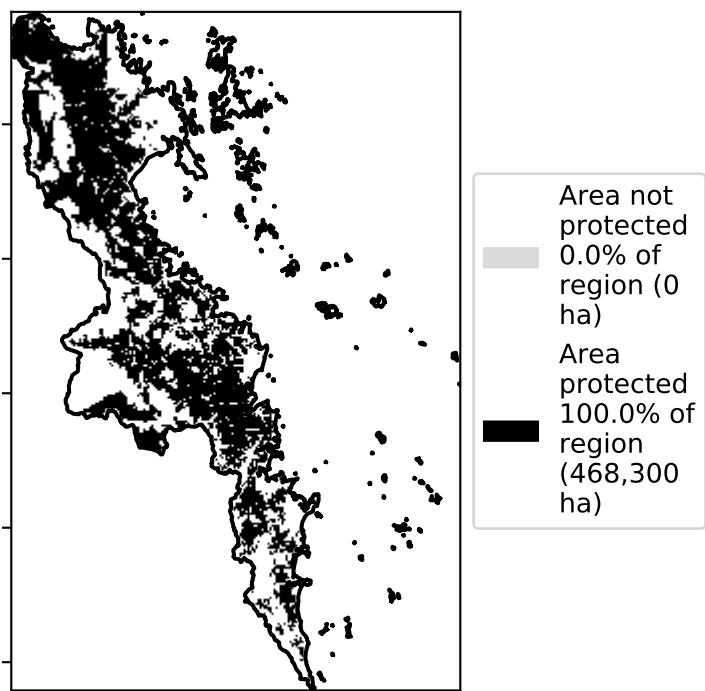 Area not
protected
0.0% of
region (0
ha)
Area
protected
100.0% of
region
(468,300
ha)